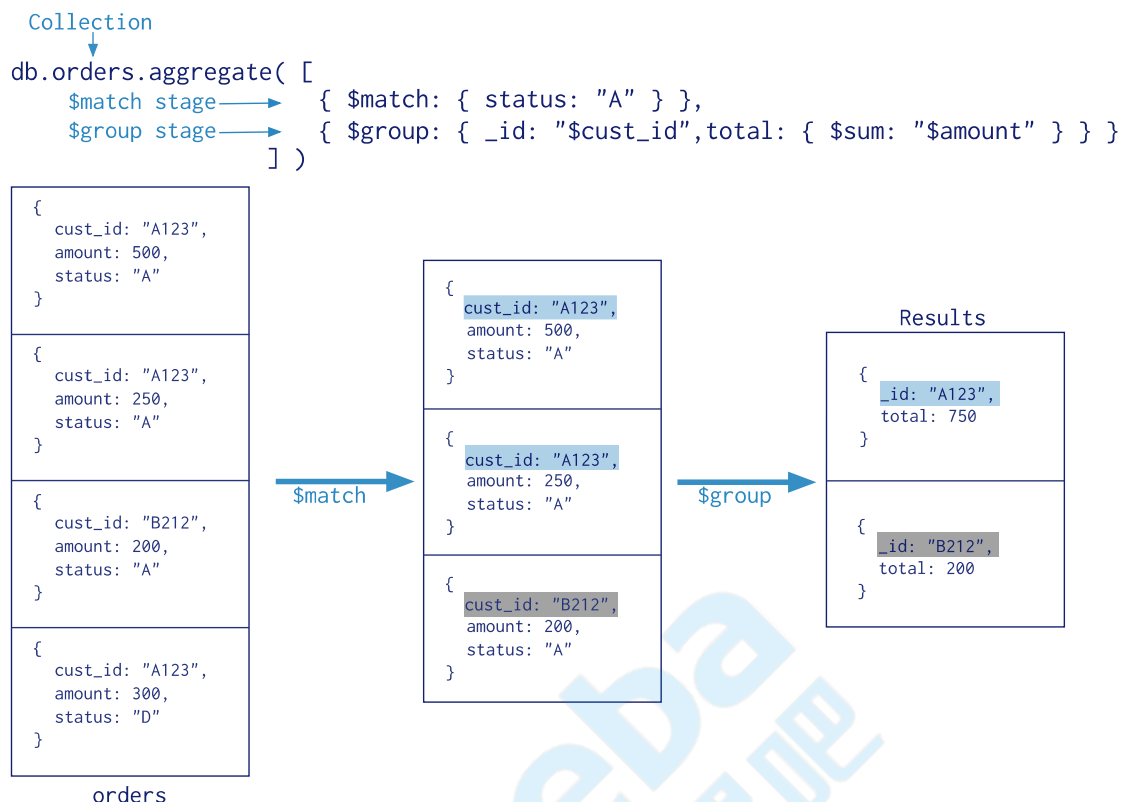 Collection
db.orders.aggregate( [
$match stage
{ $match: { status: "A" } },
$group stage
{ $group: { _id: "$cust_id",total: { $sum: "$amount" } } }
] )
{
cust_id: "A123",
amount: 500,
status: "A"
}
{
cust_id: "A123",
amount: 250,
status: "A"
}
{
cust_id: "B212",
amount: 200,
status: "A"
}
{
cust_id: "A123",
amount: 300,
status: "D"
}
orders
$match
{
cust_id: "A123",
amount: 500,
status: "A"
}
{
cust_id: "A123",
amount: 250,
status: "A"
}
{
cust_id: "B212",
amount: 200,
status: "A"
}
$group
Results
{
_id: "A123",
total: 750
}
{
_id: "B212",
total: 200
}
eba
吧